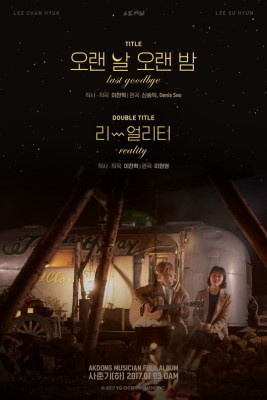 LEE CHAN HYUK
LEE SU HYUN
TITLE
오랜 날 오랜 밤
last goodbye
작사 · 작곡 이찬혁 | 편곡 신승익, Denis Seo
DOUBLE TITLE
리얼리티
reality
작사 · 작곡 이찬혁 | 편곡 이현영
AKDONG MUSICIAN FULL ALBUM
사춘기(하) 2017.01.03 0AM